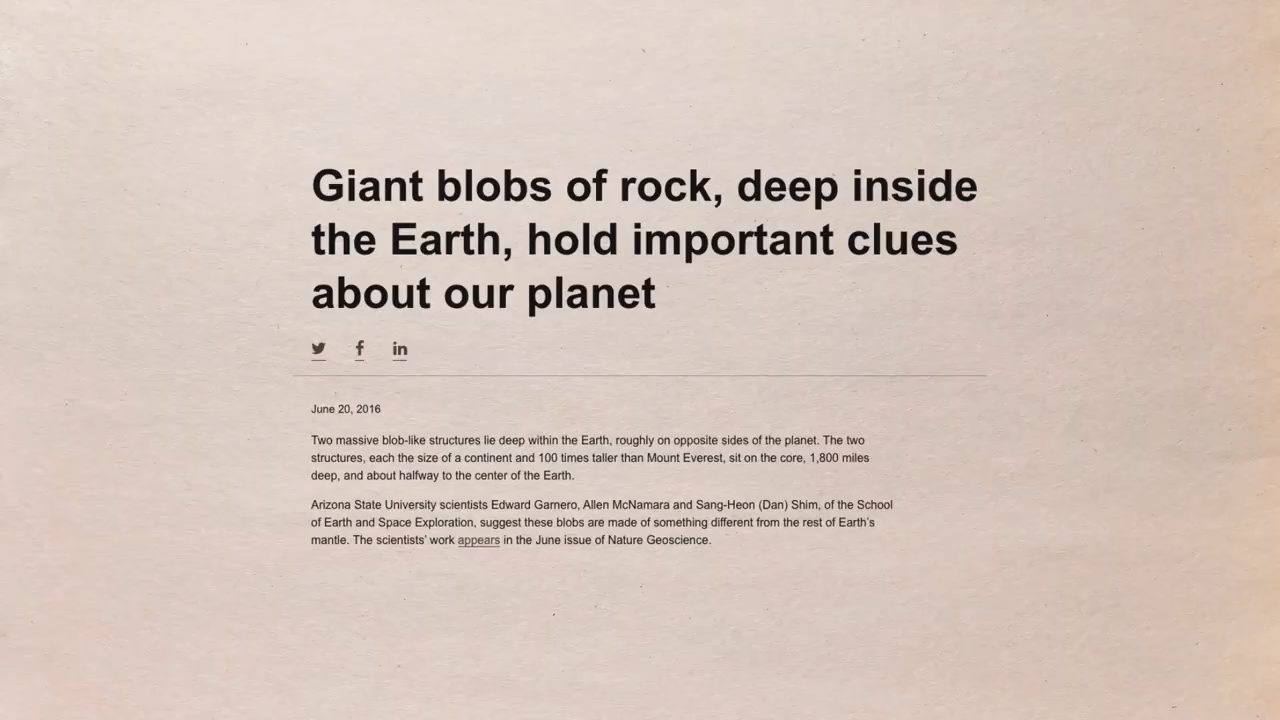 Giant blobs of rock, deep inside
the Earth, hold important clues
about our planet
June 20, 2016
Two massive blob-like structures lie deep within the Earth, roughly on opposite sides of the planet. The two
structures, each the size of a continent and 100 times taller than Mount Everest, sit on the core, 1,800 miles
deep, and about halfway to the center of the Earth.
Arizona State University scientists Edward Garnero, Allen McNamara and Sang-Heon (Dan) Shim, of the School
of Earth and Space Exploration, suggest these blobs are made of something different from the rest of Earth's
mantle. The scientists' work appears in the June issue of Nature Geoscience.